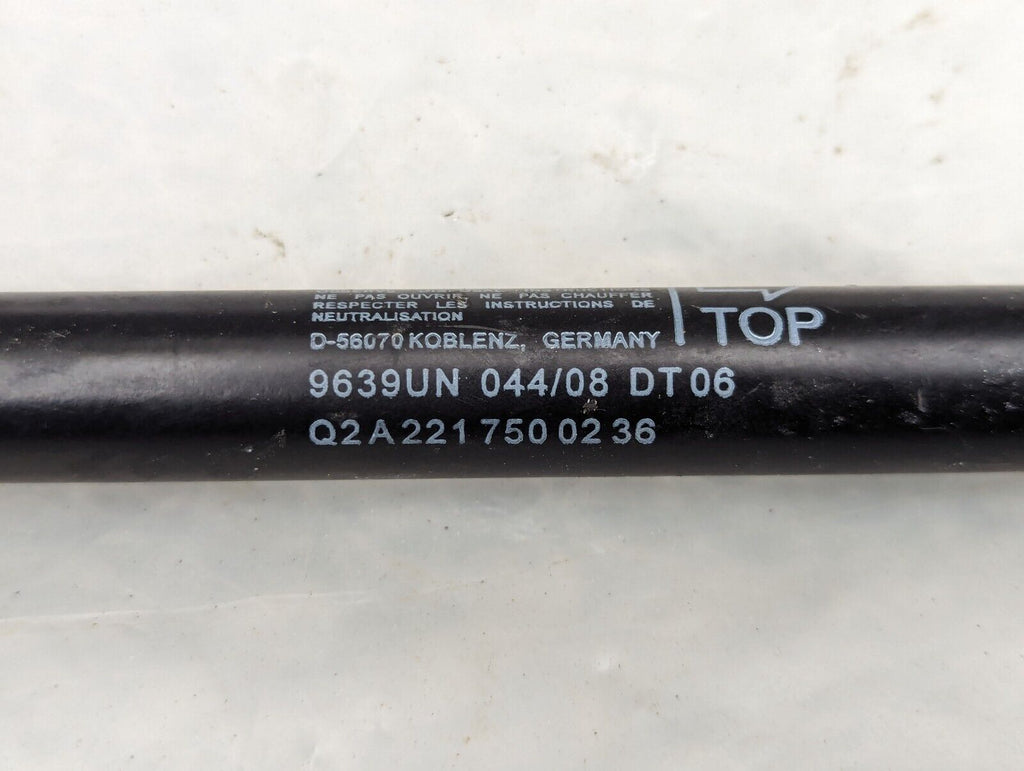 NE PAS OUVRIR. NE PAS CHAUFFER
RESPECTER LES INSTRUCTIONS DE
NEUTRALISATION
D-56070 KOBLENZ, GERMANY
TOP
9639UN 044/08 DT06
Q2 A 221 750 02 36